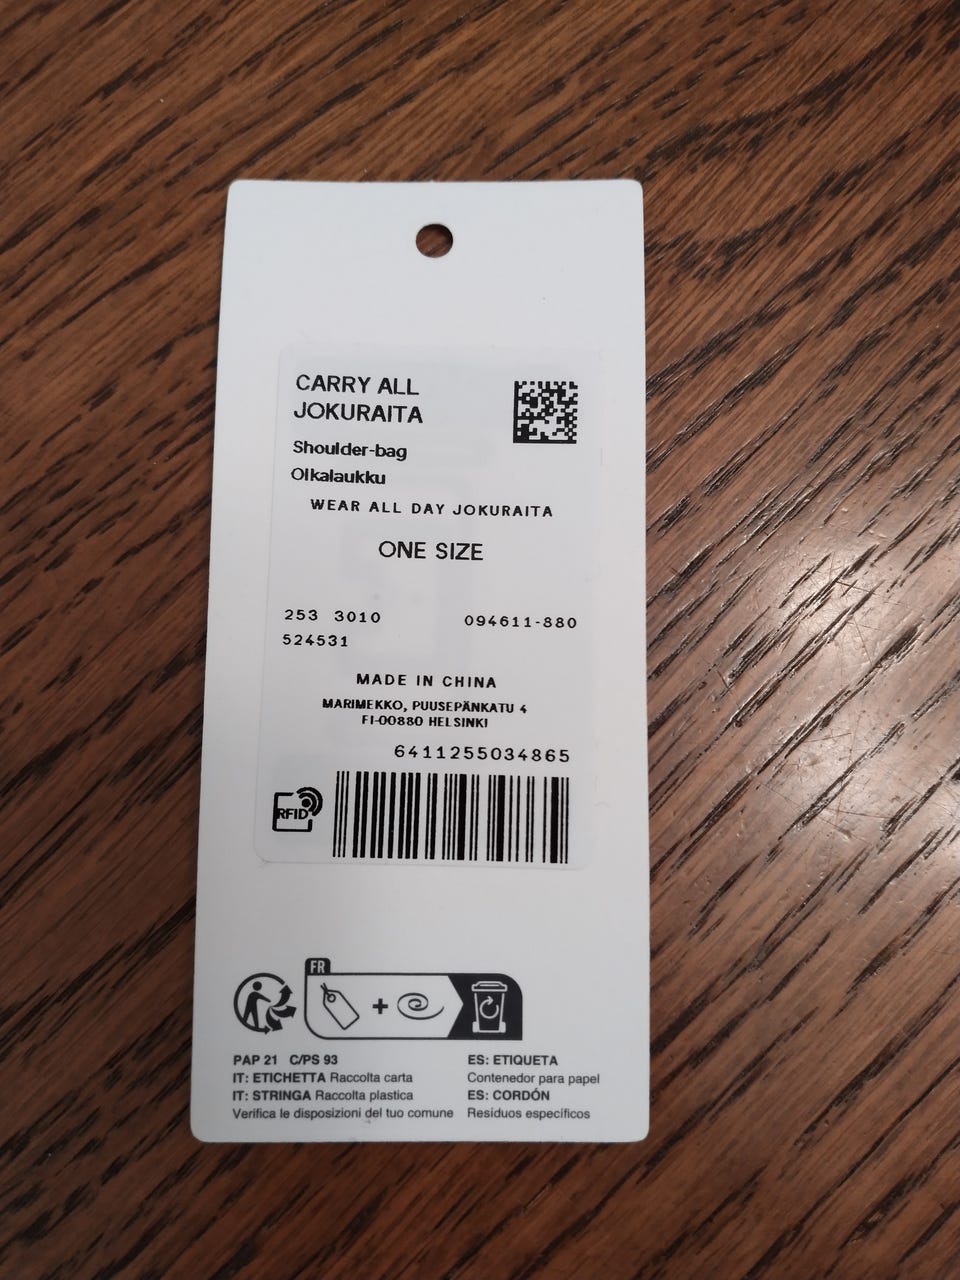 CARRY ALL
JOKURAITA
Shoulder-bag
Olkalaukku
WEAR ALL DAY JOKURAITA
ONE SIZE
253 3010 094611-880
524531
MADE IN CHINA
MARIMEKKO, PUUSEPÄNKATU 4
FI-00880 HELSINKI
6411255034865
RFID
FR
PAP 21 C/PS 93
IT: ETICHETTA Raccolta carta
IT: STRINGA Raccolta plastica
Verifica le disposizioni del tuo comune
ES: ETIQUETA
Contenedor para papel
ES: CORDÓN
Residuos específicos